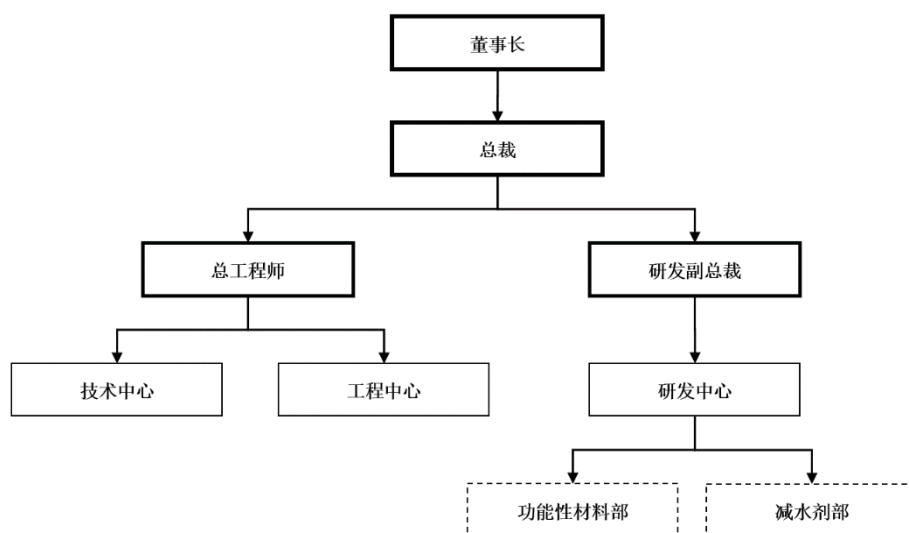 董事长
总裁
总工程师
研发副总裁
技术中心
工程中心
研发中心
功能性材料部
减水剂部